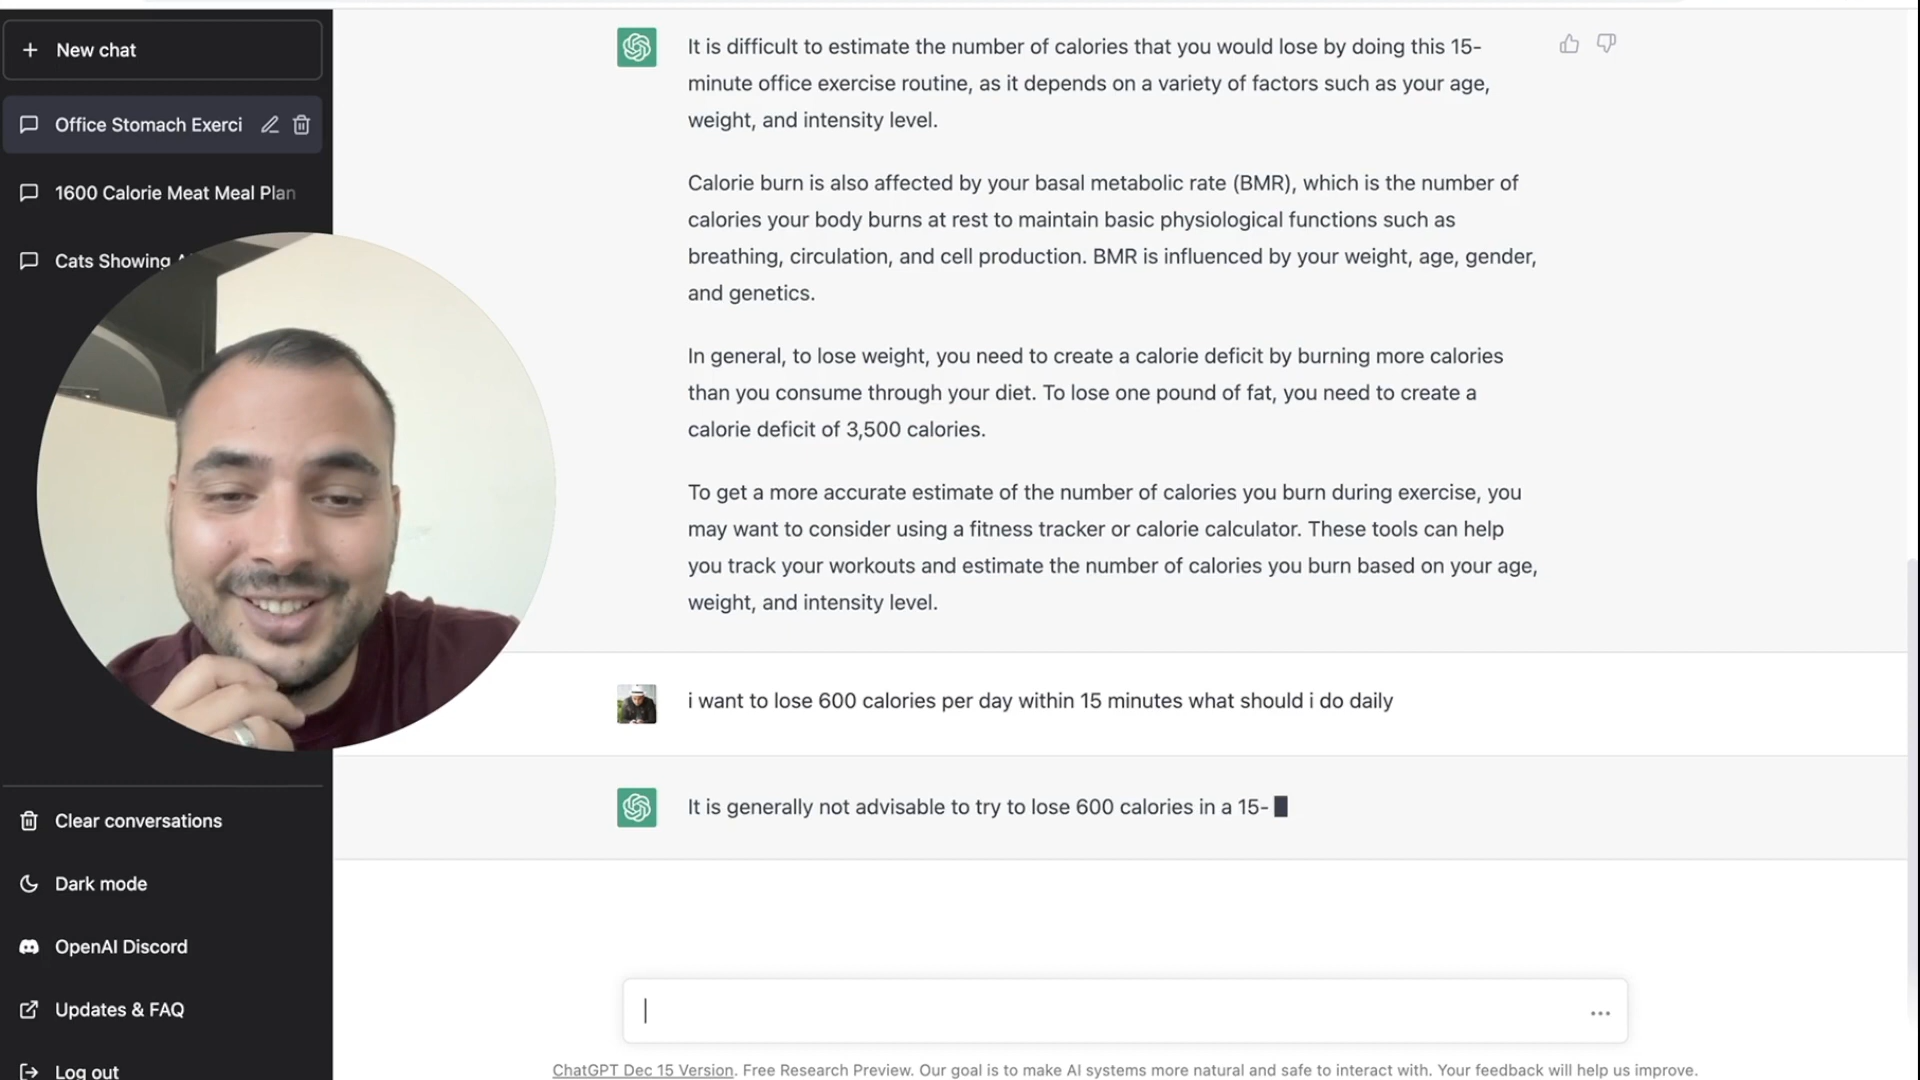 New chat
Office Stomach Exerci
1600 Calorie Meat Meal Plan
Cats Showing
Clear conversations
Dark mode
OpenAI Discord
Updates & FAQ
Log out
It is difficult to estimate the number of calories that you would lose by doing this 15-
minute office exercise routine, as it depends on a variety of factors such as your age,
weight, and intensity level.
Calorie burn is also affected by your basal metabolic rate (BMR), which is the number of
calories your body burns at rest to maintain basic physiological functions such as
breathing, circulation, and cell production. BMR is influenced by your weight, age, gender,
and genetics.
In general, to lose weight, you need to create a calorie deficit by burning more calories
than you consume through your diet. To lose one pound of fat, you need to create a
calorie deficit of 3,500 calories.
To get a more accurate estimate of the number of calories you burn during exercise, you
may want to consider using a fitness tracker or calorie calculator. These tools can help
you track your workouts and estimate the number of calories you burn based on your age,
weight, and intensity level.
i want to lose 600 calories per day within 15 minutes what should i do daily
It is generally not advisable to try to lose 600 calories in a 15-
ChatGPT Dec 15 Version. Free Research Preview. Our goal is to make AI systems more natural and safe to interact with. Your feedback will help us improve.